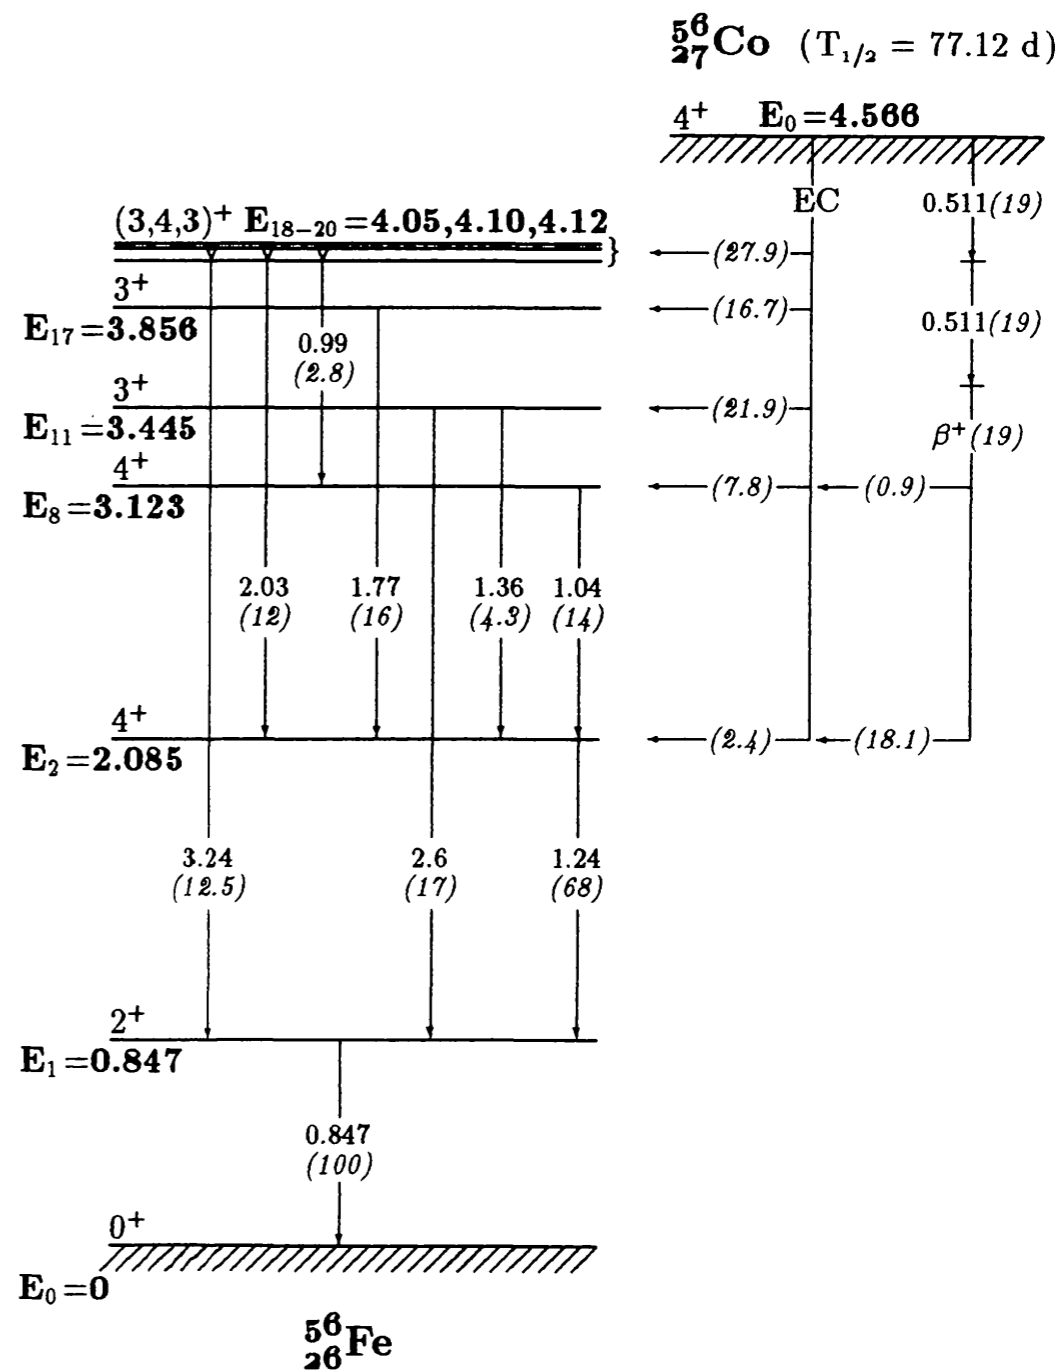 ⁵⁶₂₇Co (T₁/₂ = 77.12 d)
4⁺ E₀=4.566
EC
0.511(19)
(3,4,3)⁺ E₁₈₋₂₀=4.05,4.10,4.12 }
(27.9)
3⁺
(16.7)
E₁₇=3.856
0.511(19)
0.99
(2.8)
3⁺
(21.9)
E₁₁=3.445
β⁺(19)
4⁺
(7.8)
(0.9)
E₈=3.123
2.03
(12)
1.77
(16)
1.36
(4.3)
1.04
(14)
4⁺
(2.4)
(18.1)
E₂=2.085
3.24
(12.5)
2.6
(17)
1.24
(68)
2⁺
E₁=0.847
0.847
(100)
0⁺
E₀=0
⁵⁶₂₆Fe